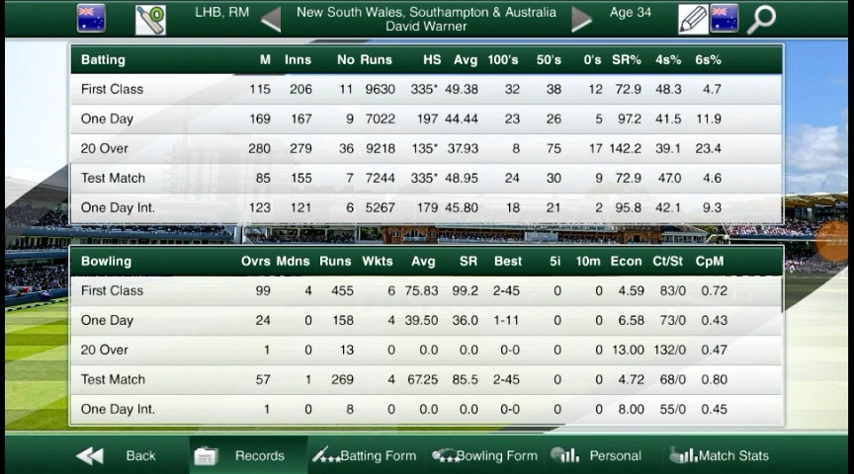 LHB, RM New South Wales, Southampton & Australia Age 34
David Warner
Batting M Inns No Runs HS Avg 100's 50's 0's SR% 4s% 6s%
First Class 115 206 11 9630 335* 49.38 32 38 12 72.9 48.3 4.7
One Day 169 167 9 7022 197 44.44 23 26 5 97.2 41.5 11.9
20 Over 280 279 36 9218 135* 37.93 8 75 17 142.2 39.1 23.4
Test Match 85 155 7 7244 335* 48.95 24 30 9 72.9 47.0 4.6
One Day Int. 123 121 6 5267 179 45.80 18 21 2 95.8 42.1 9.3
Bowling Ovrs Mdns Runs Wkts Avg SR Best 5i 10m Econ Ct/St CpM
First Class 99 4 455 6 75.83 99.2 2-45 0 0 4.59 83/0 0.72
One Day 24 0 158 4 39.50 36.0 1-11 0 0 6.58 73/0 0.43
20 Over 1 0 13 0 0.0 0.0 0-0 0 0 13.00 132/0 0.47
Test Match 57 1 269 4 67.25 85.5 2-45 0 0 4.72 68/0 0.80
One Day Int. 1 0 8 0 0.0 0.0 0-0 0 0 8.00 55/0 0.45
Back Records Batting Form Bowling Form Personal Match Stats